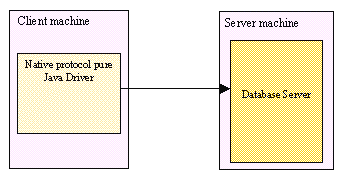 Client machine
Native protocol pure
Java Driver
Server machine
Database Server